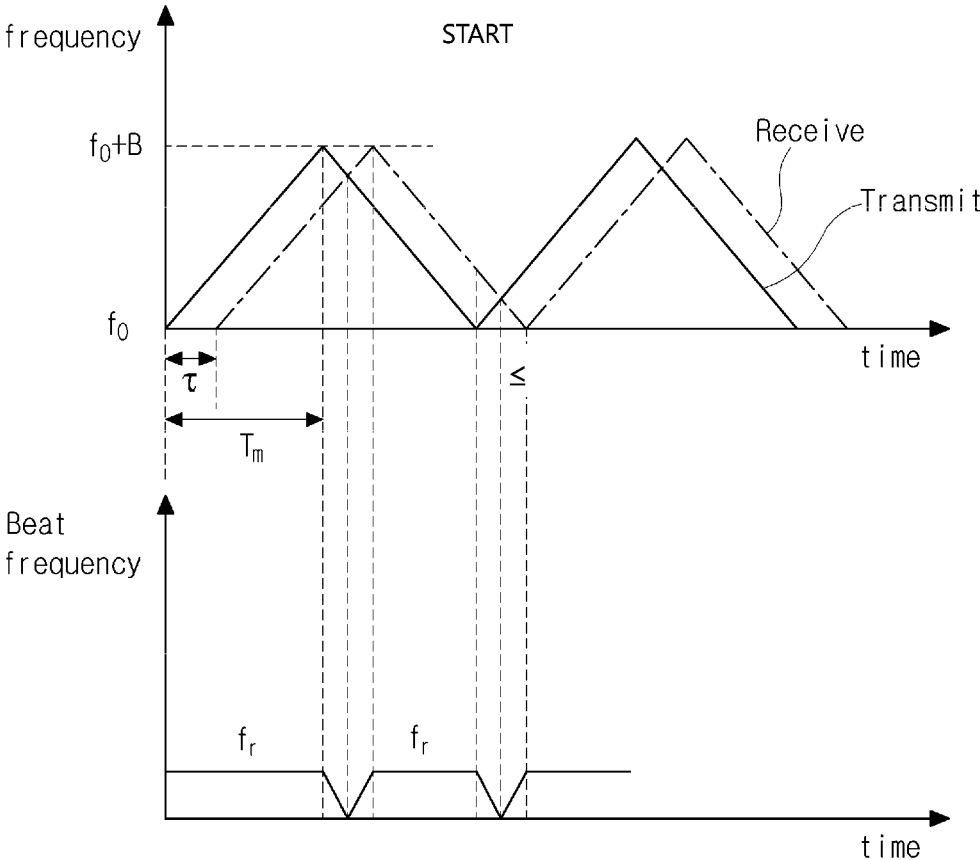 frequency
START
f₀+B
Receive
Transmit
f₀
time
τ
≤
Tₘ
Beat
frequency
fᵣ
fᵣ
time